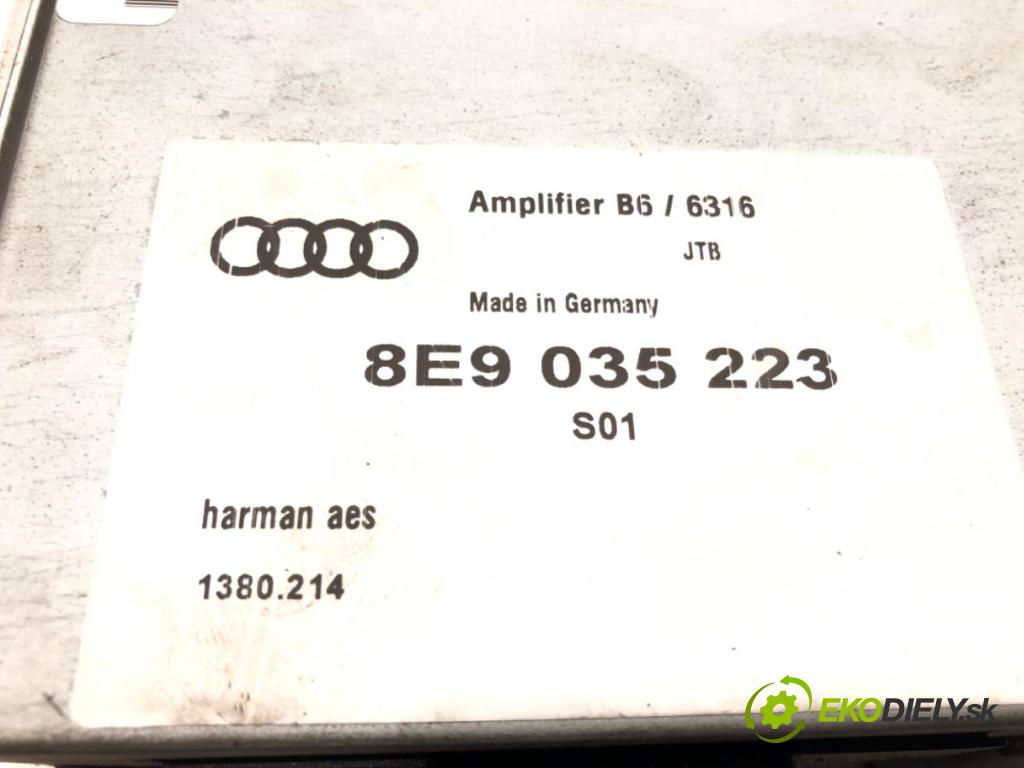 Amplifier B6 / 6316
JTB
Made in Germany
8E9 035 223
S01
harman aes
1380.214
EKODIELY.sk